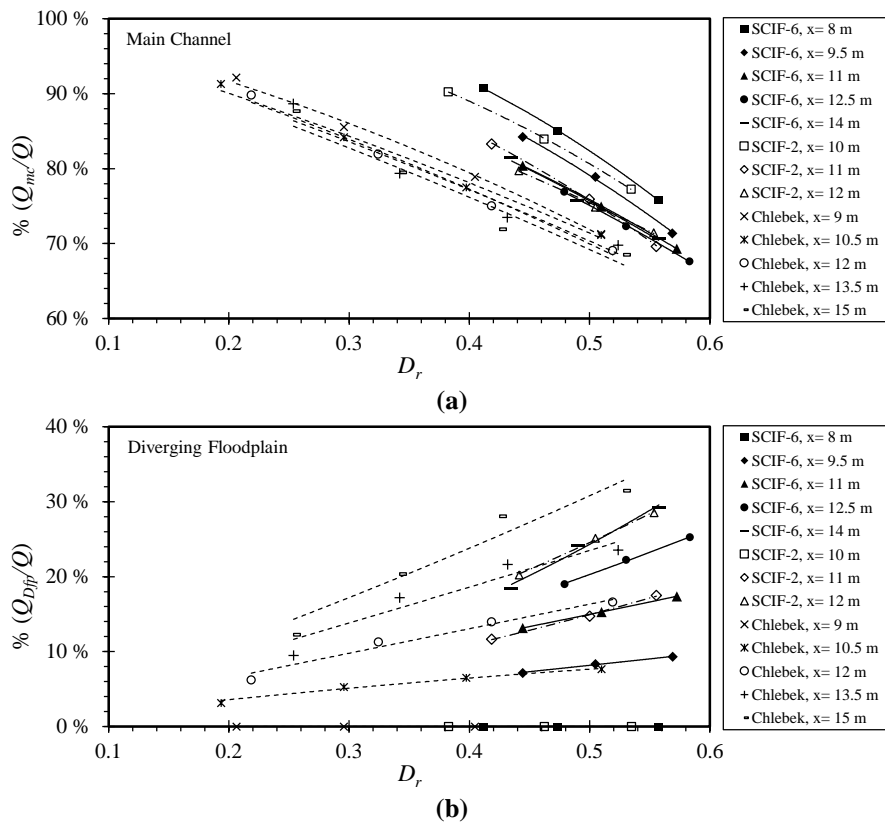 100 %
90 %
80 %
70 %
60 %
% (Qmc/Q)
Main Channel
0.1 0.2 0.3 0.4 0.5 0.6
Dr
SCIF-6, x= 8 m
SCIF-6, x= 9.5 m
SCIF-6, x= 11 m
SCIF-6, x= 12.5 m
SCIF-6, x= 14 m
SCIF-2, x= 10 m
SCIF-2, x= 11 m
SCIF-2, x= 12 m
Chlebek, x= 9 m
Chlebek, x= 10.5 m
Chlebek, x= 12 m
Chlebek, x= 13.5 m
Chlebek, x= 15 m
(a)
40 %
30 %
20 %
10 %
0 %
% (QDfp/Q)
Diverging Floodplain
0.1 0.2 0.3 0.4 0.5 0.6
Dr
SCIF-6, x= 8 m
SCIF-6, x= 9.5 m
SCIF-6, x= 11 m
SCIF-6, x= 12.5 m
SCIF-6, x= 14 m
SCIF-2, x= 10 m
SCIF-2, x= 11 m
SCIF-2, x= 12 m
Chlebek, x= 9 m
Chlebek, x= 10.5 m
Chlebek, x= 12 m
Chlebek, x= 13.5 m
Chlebek, x= 15 m
(b)